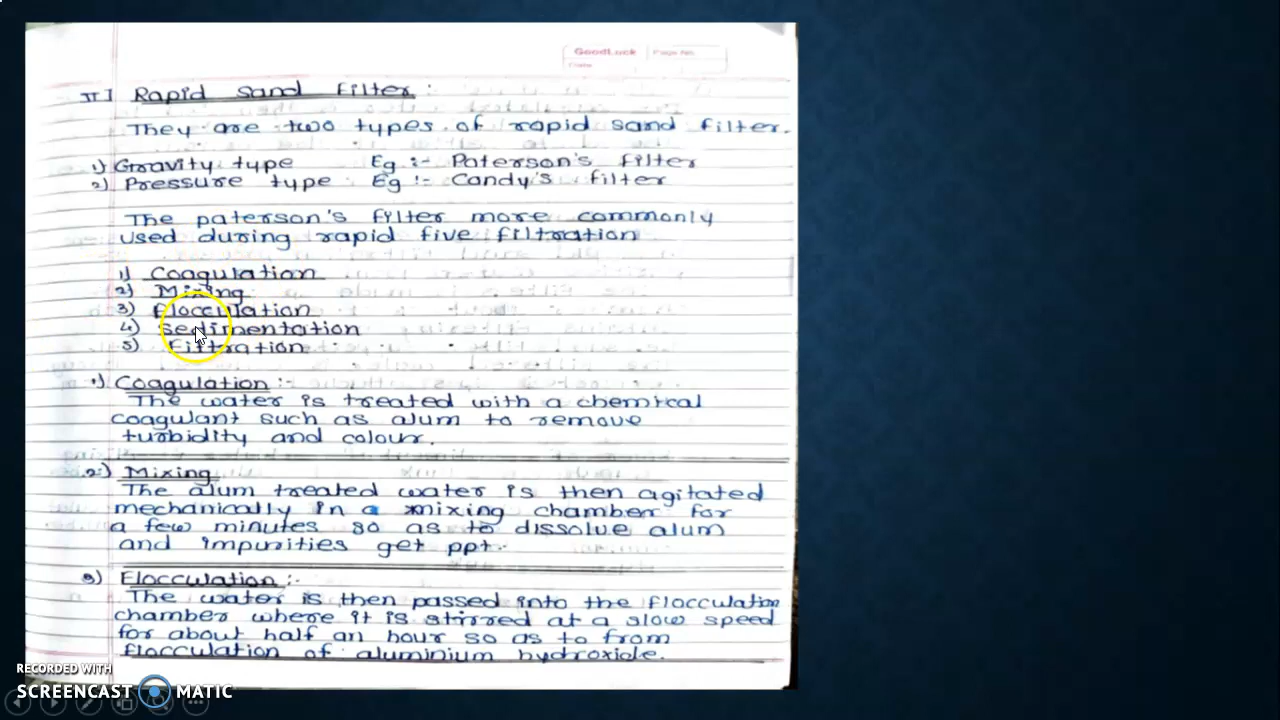 GoodLuck Page No.
Date
II] Rapid sand filter :
They are two types of rapid sand filter.
1) Gravity type Eg :- Paterson's filter
2) Pressure type Eg :- Candy's filter
The paterson's filter more commonly
used during rapid five filtration
1) Coagulation
2) Mixing
3) Flocculation
4) Sedimentation
5) Filtration
1) Coagulation :-
The water is treated with a chemical
coagulant such as alum to remove
turbidity and colour.
2) Mixing
The alum treated water is then agitated
mechanically in a mixing chamber for
a few minutes so as to dissolve alum
and impurities get ppt.
3) Flocculation :-
The water is then passed into the flocculation
chamber where it is stirred at a slow speed
for about half an hour so as to from
flocculation of aluminium hydroxide.
RECORDED WITH
SCREENCAST MATIC